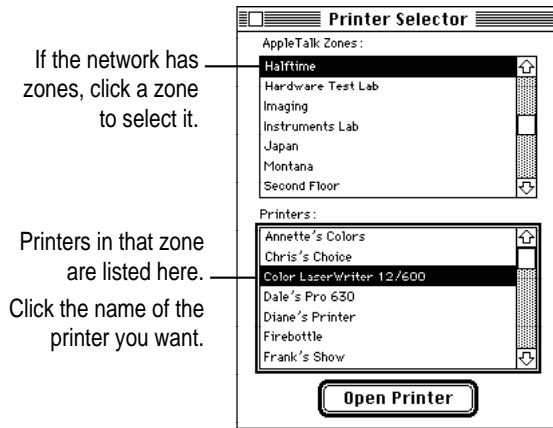 Printer Selector
AppleTalk Zones:
If the network has
zones, click a zone
to select it.
Halftime
Hardware Test Lab
Imaging
Instruments Lab
Japan
Montana
Second Floor
Printers:
Printers in that zone
are listed here.
Click the name of the
printer you want.
Annette's Colors
Chris's Choice
Color LaserWriter 12/600
Dale's Pro 630
Diane's Printer
Firebottle
Frank's Show
Open Printer